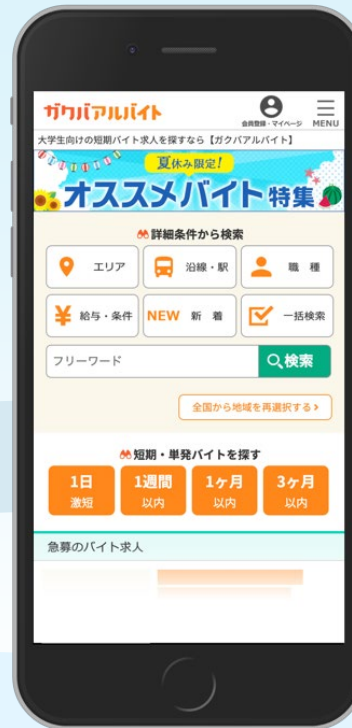 ガクバアルバイト
会員登録・マイページ MENU
大学生向けの短期バイト求人を探すなら【ガクバアルバイト】
夏休み限定!
オススメバイト特集
詳細条件から検索
エリア 沿線・駅 職 種
給与・条件 NEW 新 着 一括検索
フリーワード 検索
全国から地域を再選択する
短期・単発バイトを探す
1日 1週間 1ヶ月 3ヶ月
激短 以内 以内 以内
急募のバイト求人